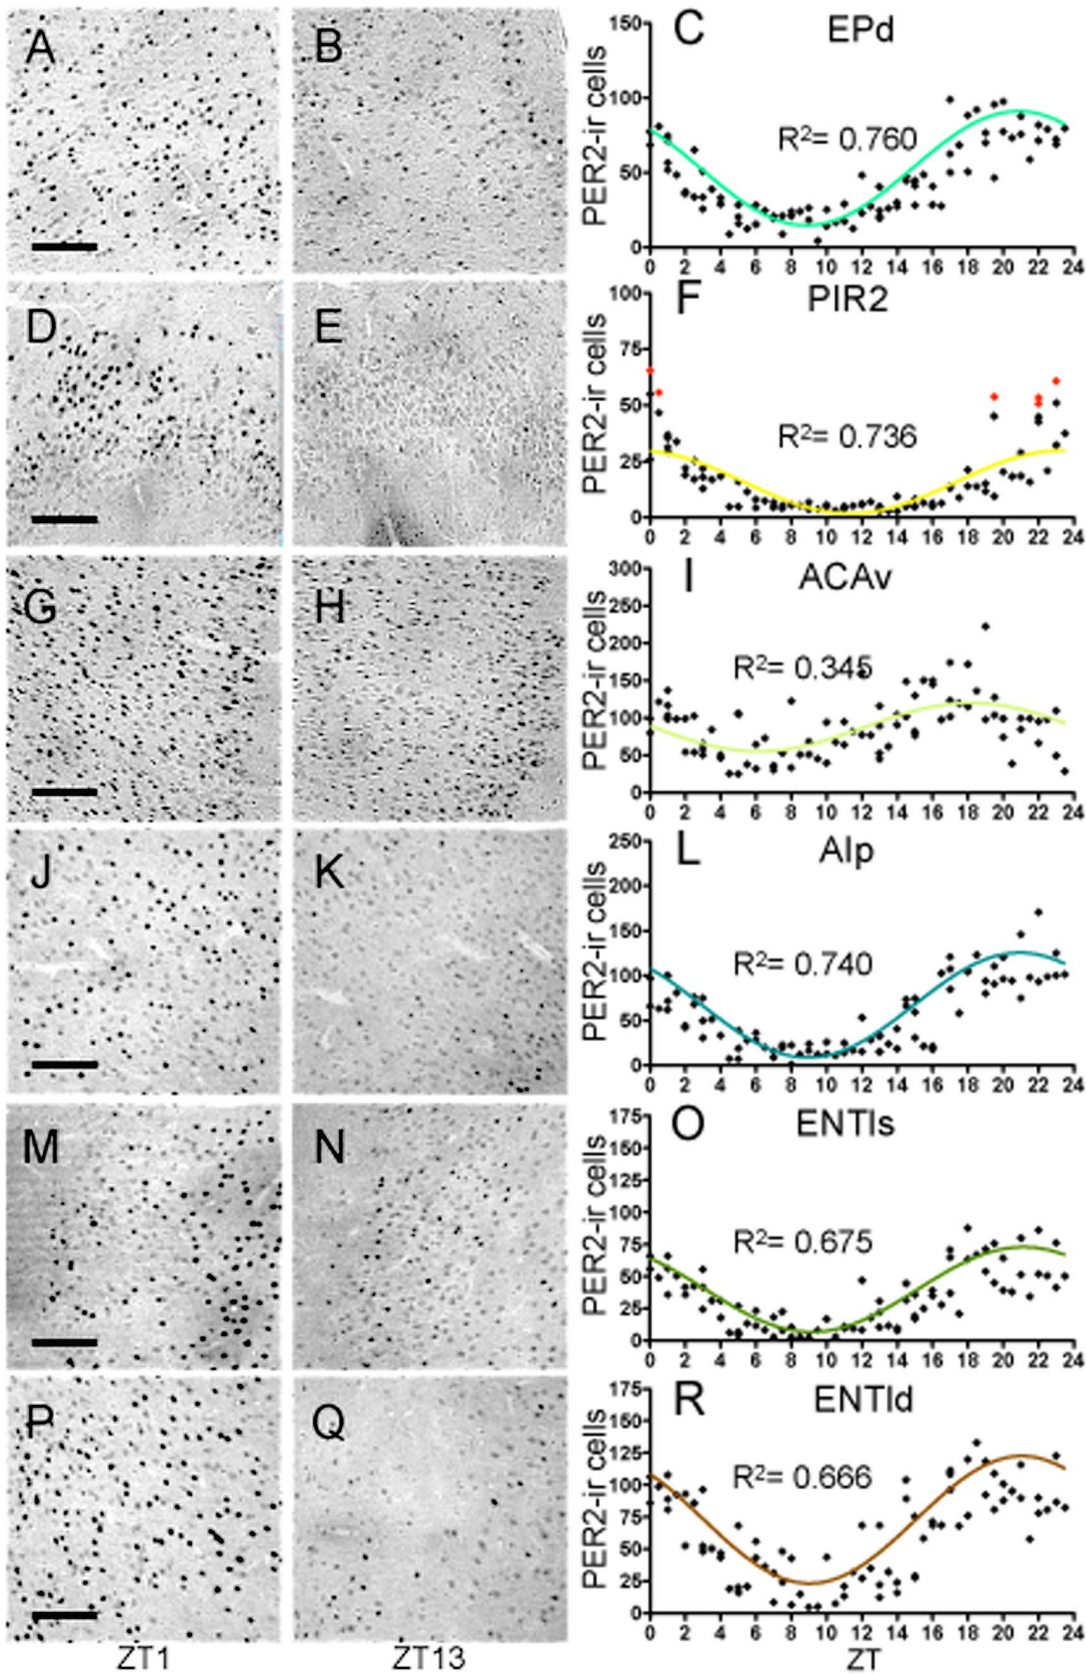 A
B
C
EPd
PER2-ir cells
150
100
50
0
R²= 0.760
0 2 4 6 8 10 12 14 16 18 20 22 24
D
E
F
PIR2
PER2-ir cells
100
75
50
25
0
R²= 0.736
0 2 4 6 8 10 12 14 16 18 20 22 24
G
H
I
ACAv
PER2-ir cells
300
250
200
150
100
50
0
R²= 0.345
0 2 4 6 8 10 12 14 16 18 20 22 24
J
K
L
AIp
PER2-ir cells
250
200
150
100
50
0
R²= 0.740
0 2 4 6 8 10 12 14 16 18 20 22 24
M
N
O
ENTls
PER2-ir cells
175
150
125
100
75
50
25
0
R²= 0.675
0 2 4 6 8 10 12 14 16 18 20 22 24
P
Q
R
ENTld
PER2-ir cells
175
150
125
100
75
50
25
0
R²= 0.666
0 2 4 6 8 10 12 14 16 18 20 22 24
ZT1
ZT13
ZT